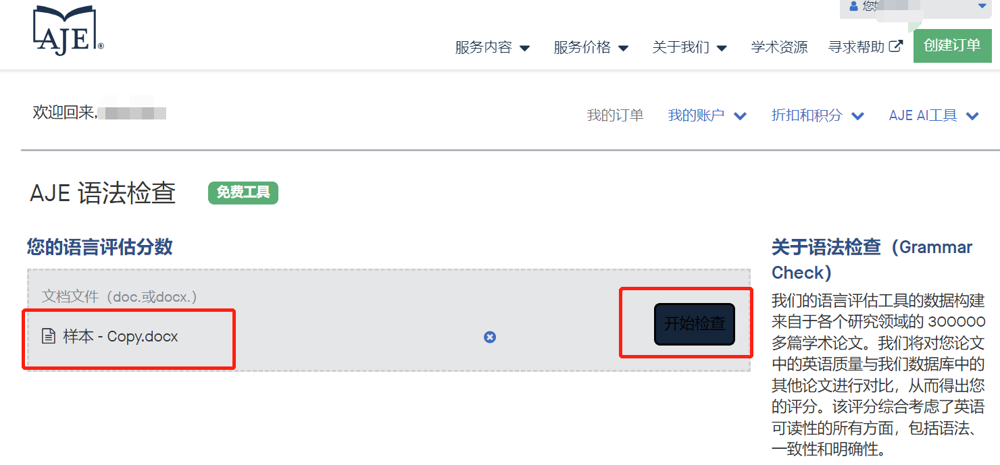 AJE®
您
服务内容
服务价格
关于我们
学术资源
寻求帮助
创建订单
欢迎回来,
我的订单
我的账户
折扣和积分
AJE AI工具
AJE 语法检查
免费工具
您的语言评估分数
文档文件（doc.或docx.）
样本 - Copy.docx
开始检查
关于语法检查（Grammar
Check）
我们的语言评估工具的数据构建
来自于各个研究领域的 300000
多篇学术论文。我们将对您论文
中的英语质量与我们数据库中的
其他论文进行对比，从而得出您
的评分。该评分综合考虑了英语
可读性的所有方面，包括语法、
一致性和明确性。